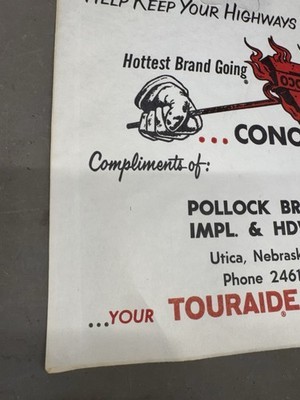 HELP KEEP YOUR HIGHWAYS
Hottest Brand Going
...CONO
Compliments of:
POLLOCK BR
IMPL. & HDW
Utica, Nebrask
Phone 2461
...YOUR TOURAIDE